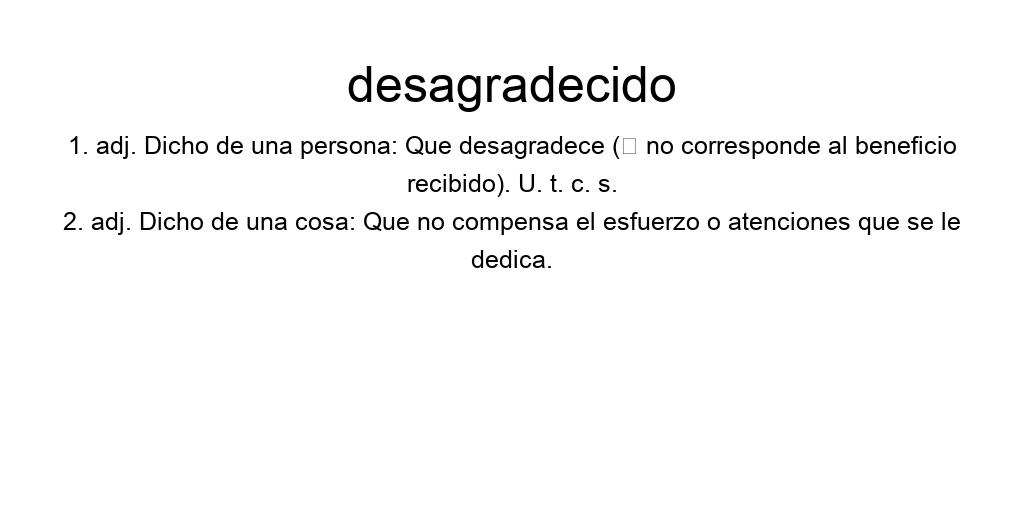 desagradecido
1. adj. Dicho de una persona: Que desagradece (□ no corresponde al beneficio
recibido). U. t. c. s.
2. adj. Dicho de una cosa: Que no compensa el esfuerzo o atenciones que se le
dedica.